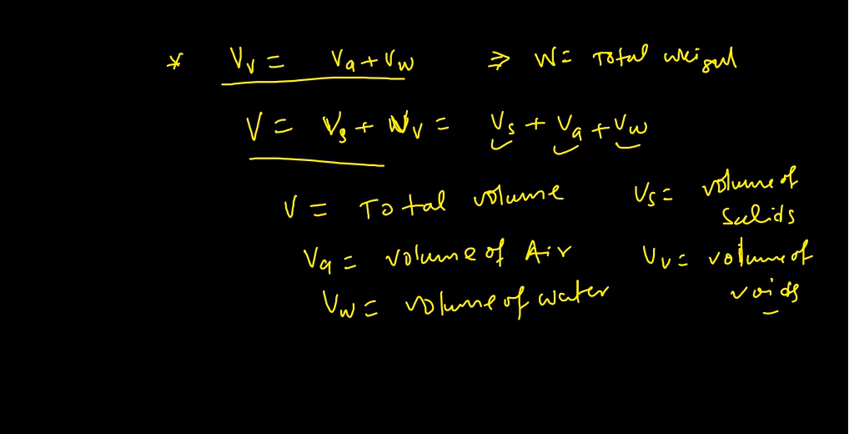 * Vv = Va + Vw ⇒ W = Total weight
V = Vs + Vv = Vs + Va + Vw
V = Total volume Vs = volume of solids
Va = volume of Air Vv = volume of voids
Vw = volume of water